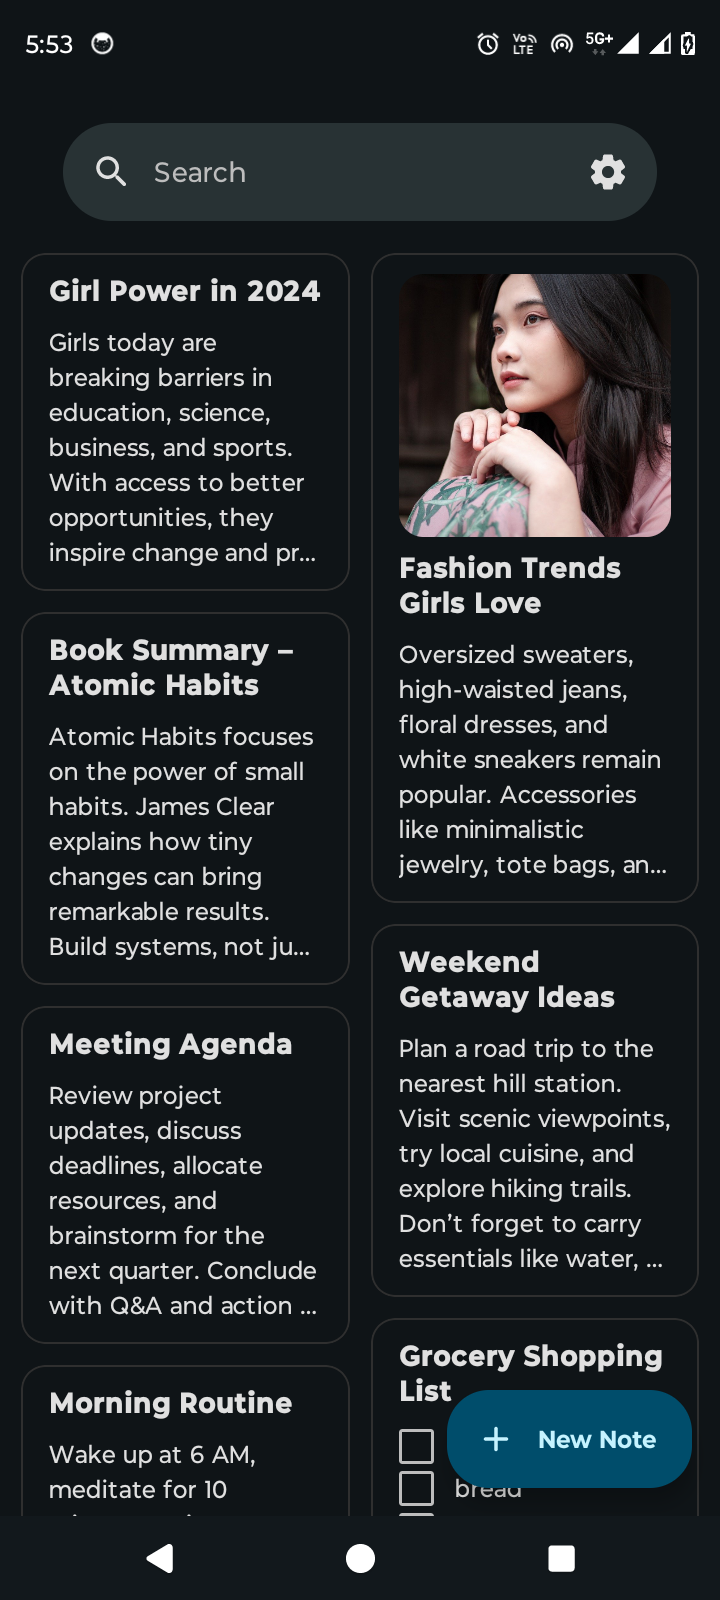 5:53
Vo
LTE
5G+
Search
Girl Power in 2024
Girls today are
breaking barriers in
education, science,
business, and sports.
With access to better
opportunities, they
inspire change and pr...
Book Summary –
Atomic Habits
Atomic Habits focuses
on the power of small
habits. James Clear
explains how tiny
changes can bring
remarkable results.
Build systems, not ju...
Meeting Agenda
Review project
updates, discuss
deadlines, allocate
resources, and
brainstorm for the
next quarter. Conclude
with Q&A and action ...
Morning Routine
Wake up at 6 AM,
meditate for 10
Fashion Trends
Girls Love
Oversized sweaters,
high-waisted jeans,
floral dresses, and
white sneakers remain
popular. Accessories
like minimalistic
jewelry, tote bags, an...
Weekend
Getaway Ideas
Plan a road trip to the
nearest hill station.
Visit scenic viewpoints,
try local cuisine, and
explore hiking trails.
Don’t forget to carry
essentials like water, ...
Grocery Shopping
List
bread
New Note